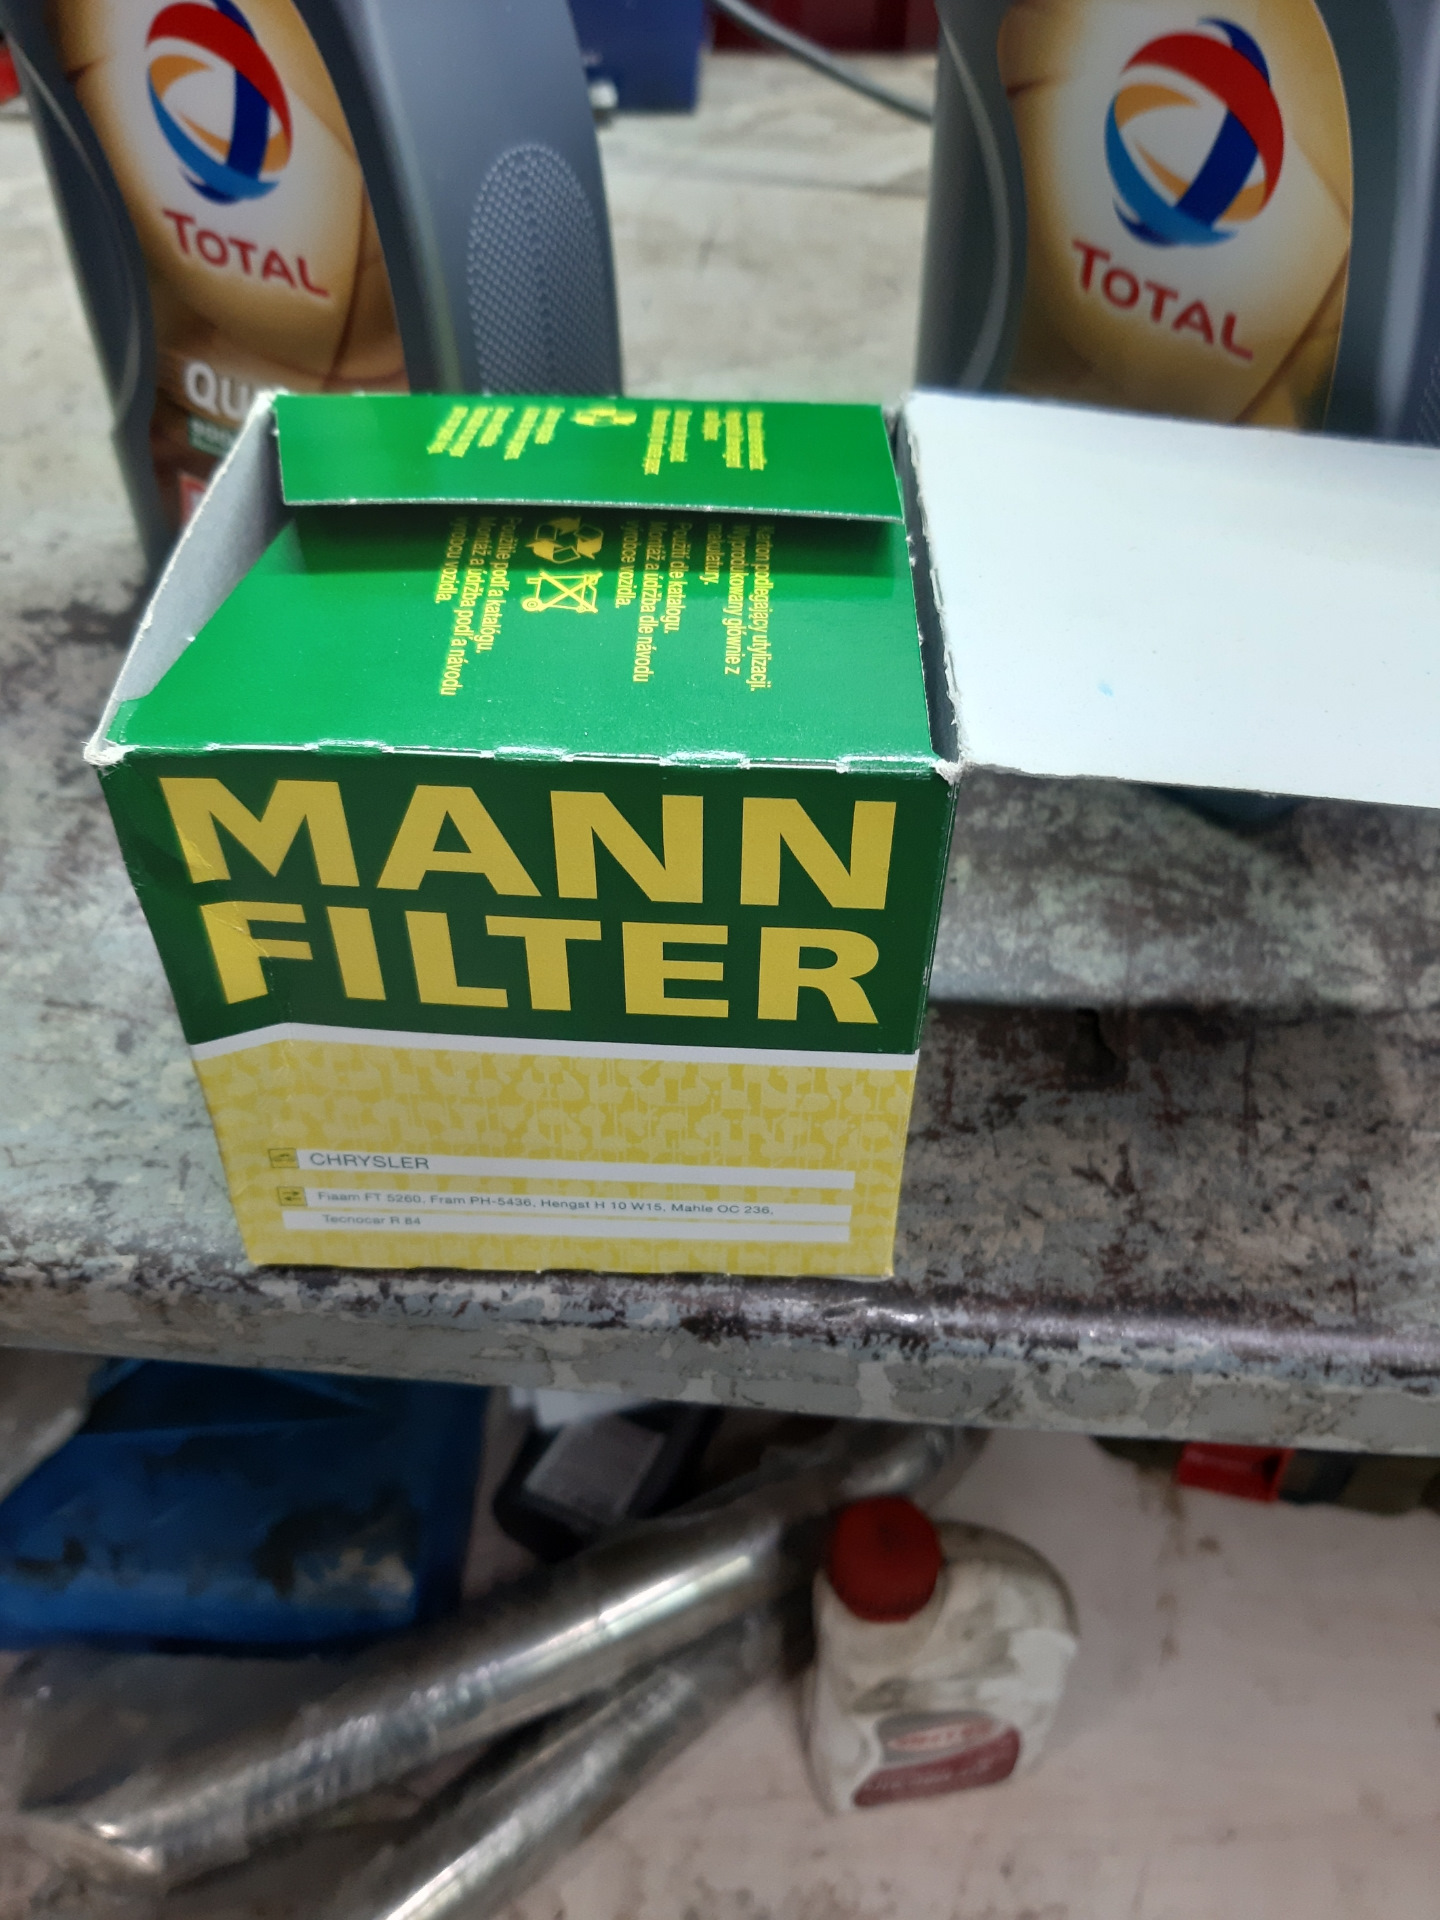 TOTAL
QU
TOTAL
Karton podlegający utylizacji.
Wyprodukowany głównie z
makulatury.
Použití dle katalogu.
Montáž a údržba dle návodu
výrobce vozidla.
Použitie podľa katalógu.
Montáž a údržba podľa návodu
výrobcu vozidla.
MANN
FILTER
CHRYSLER
Fiaam FT 5260, Fram PH-5436, Hengst H 10 W15, Mahle OC 236,
Tecnocar R 84